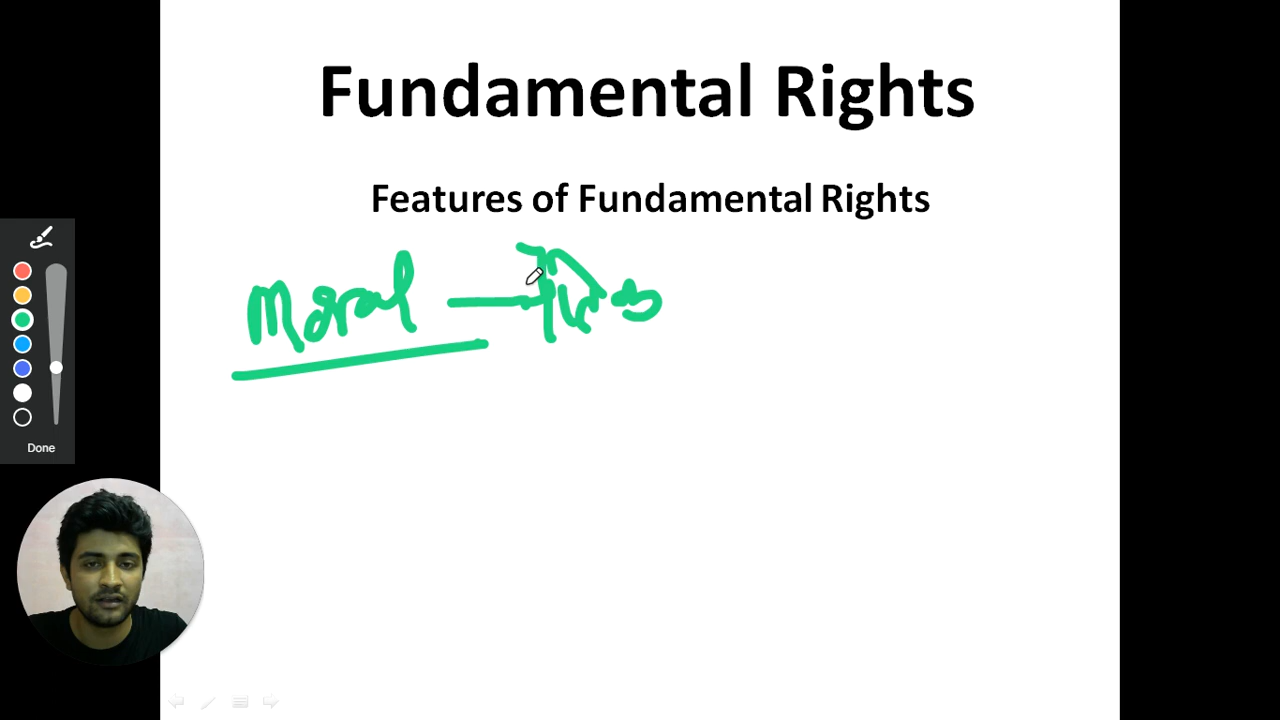 Fundamental Rights
Features of Fundamental Rights
Moral — নৈতিক
Done